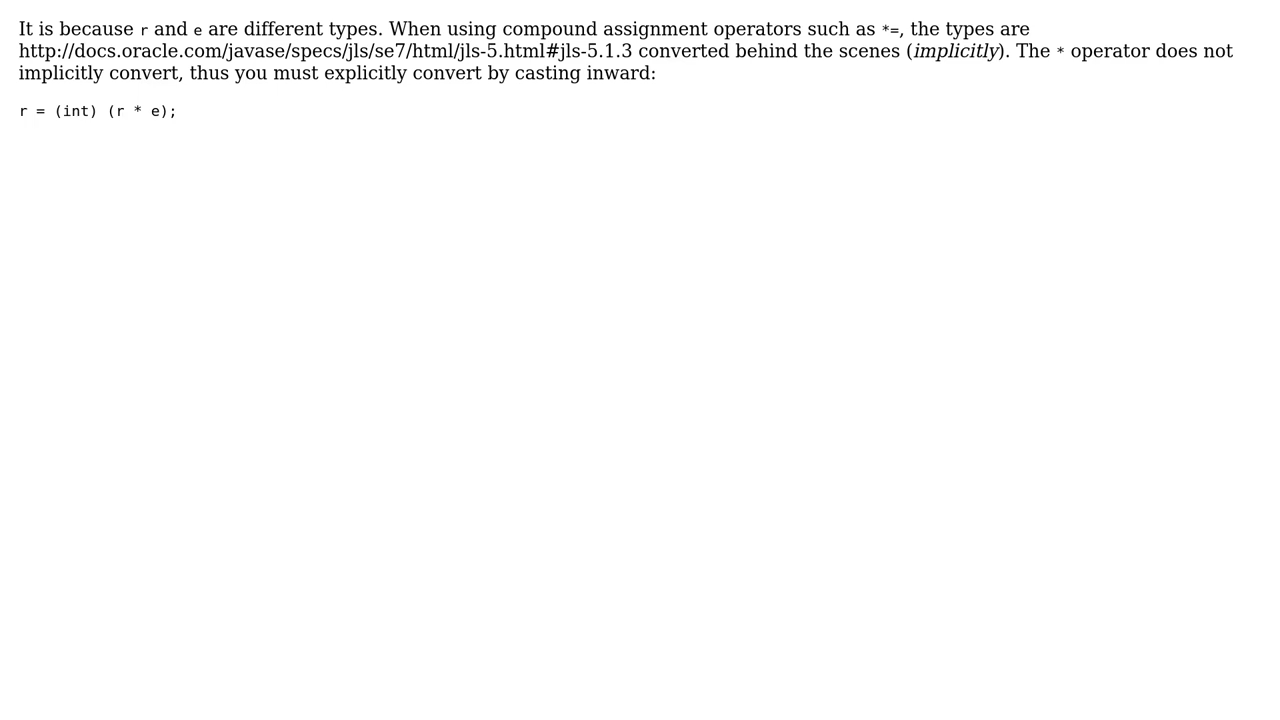 It is because r and e are different types. When using compound assignment operators such as *=, the types are
http://docs.oracle.com/javase/specs/jls/se7/html/jls-5.html#jls-5.1.3 converted behind the scenes (implicitly). The * operator does not
implicitly convert, thus you must explicitly convert by casting inward:
r = (int) (r * e);